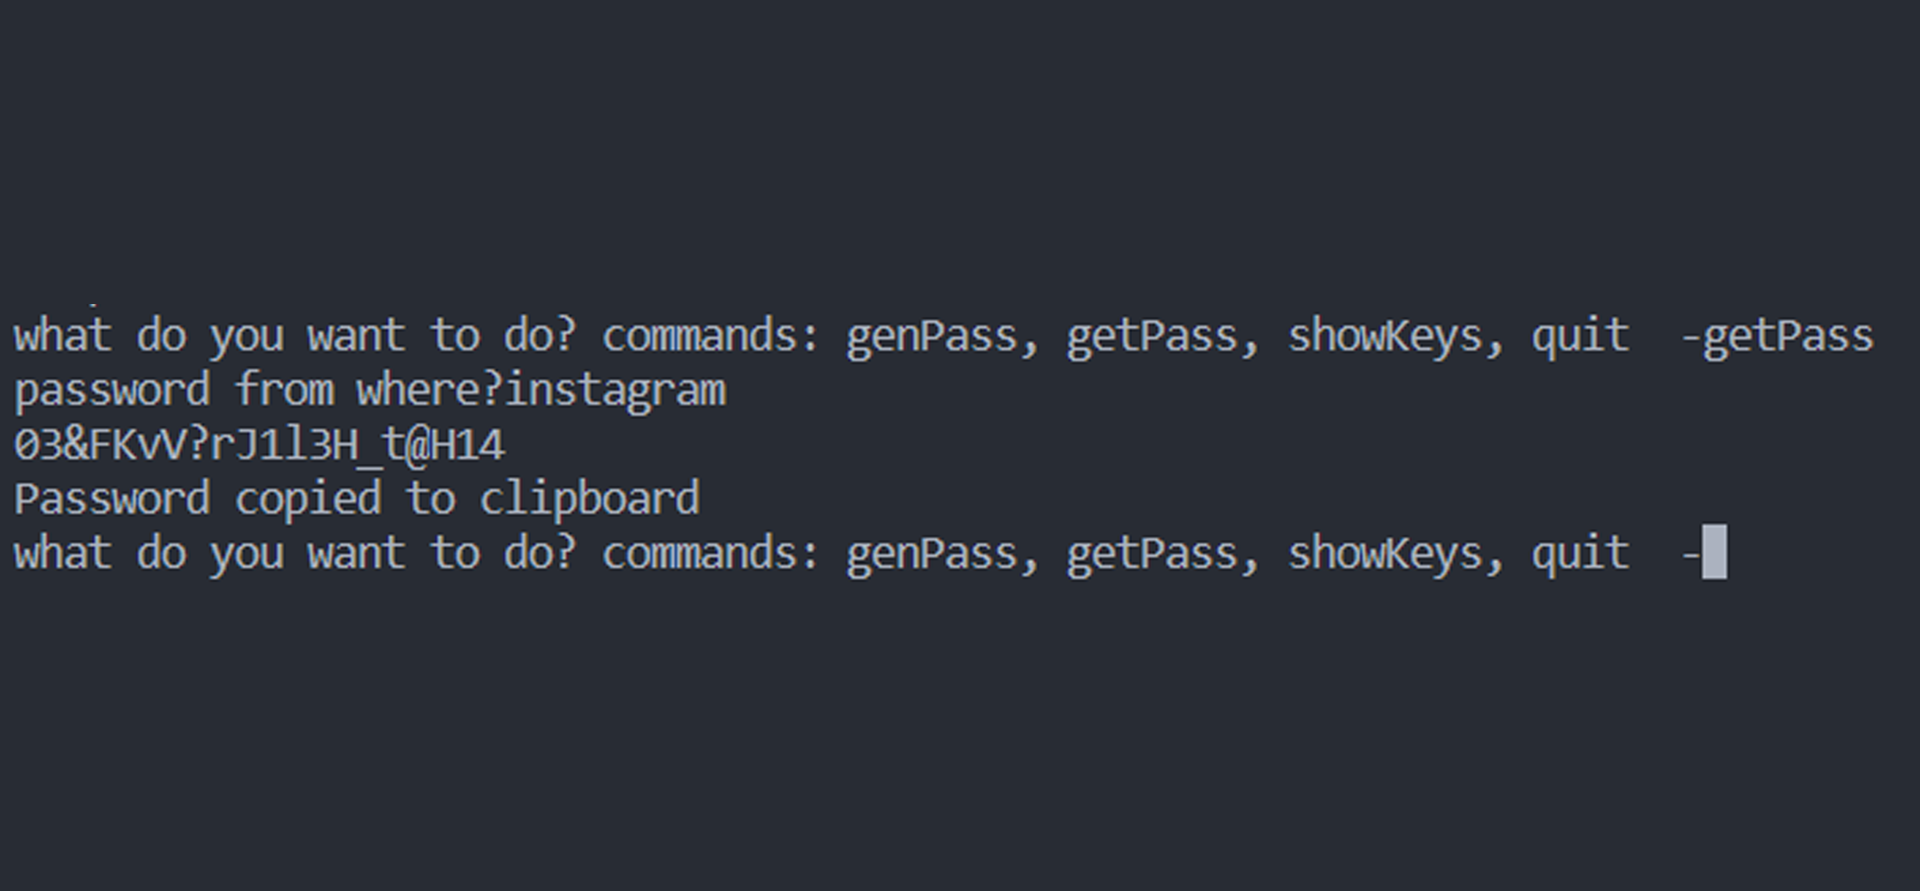 what do you want to do? commands: genPass, getPass, showKeys, quit  -getPass
password from where?instagram
03&FKvV?rJ1l3H_t@H14
Password copied to clipboard
what do you want to do? commands: genPass, getPass, showKeys, quit  -